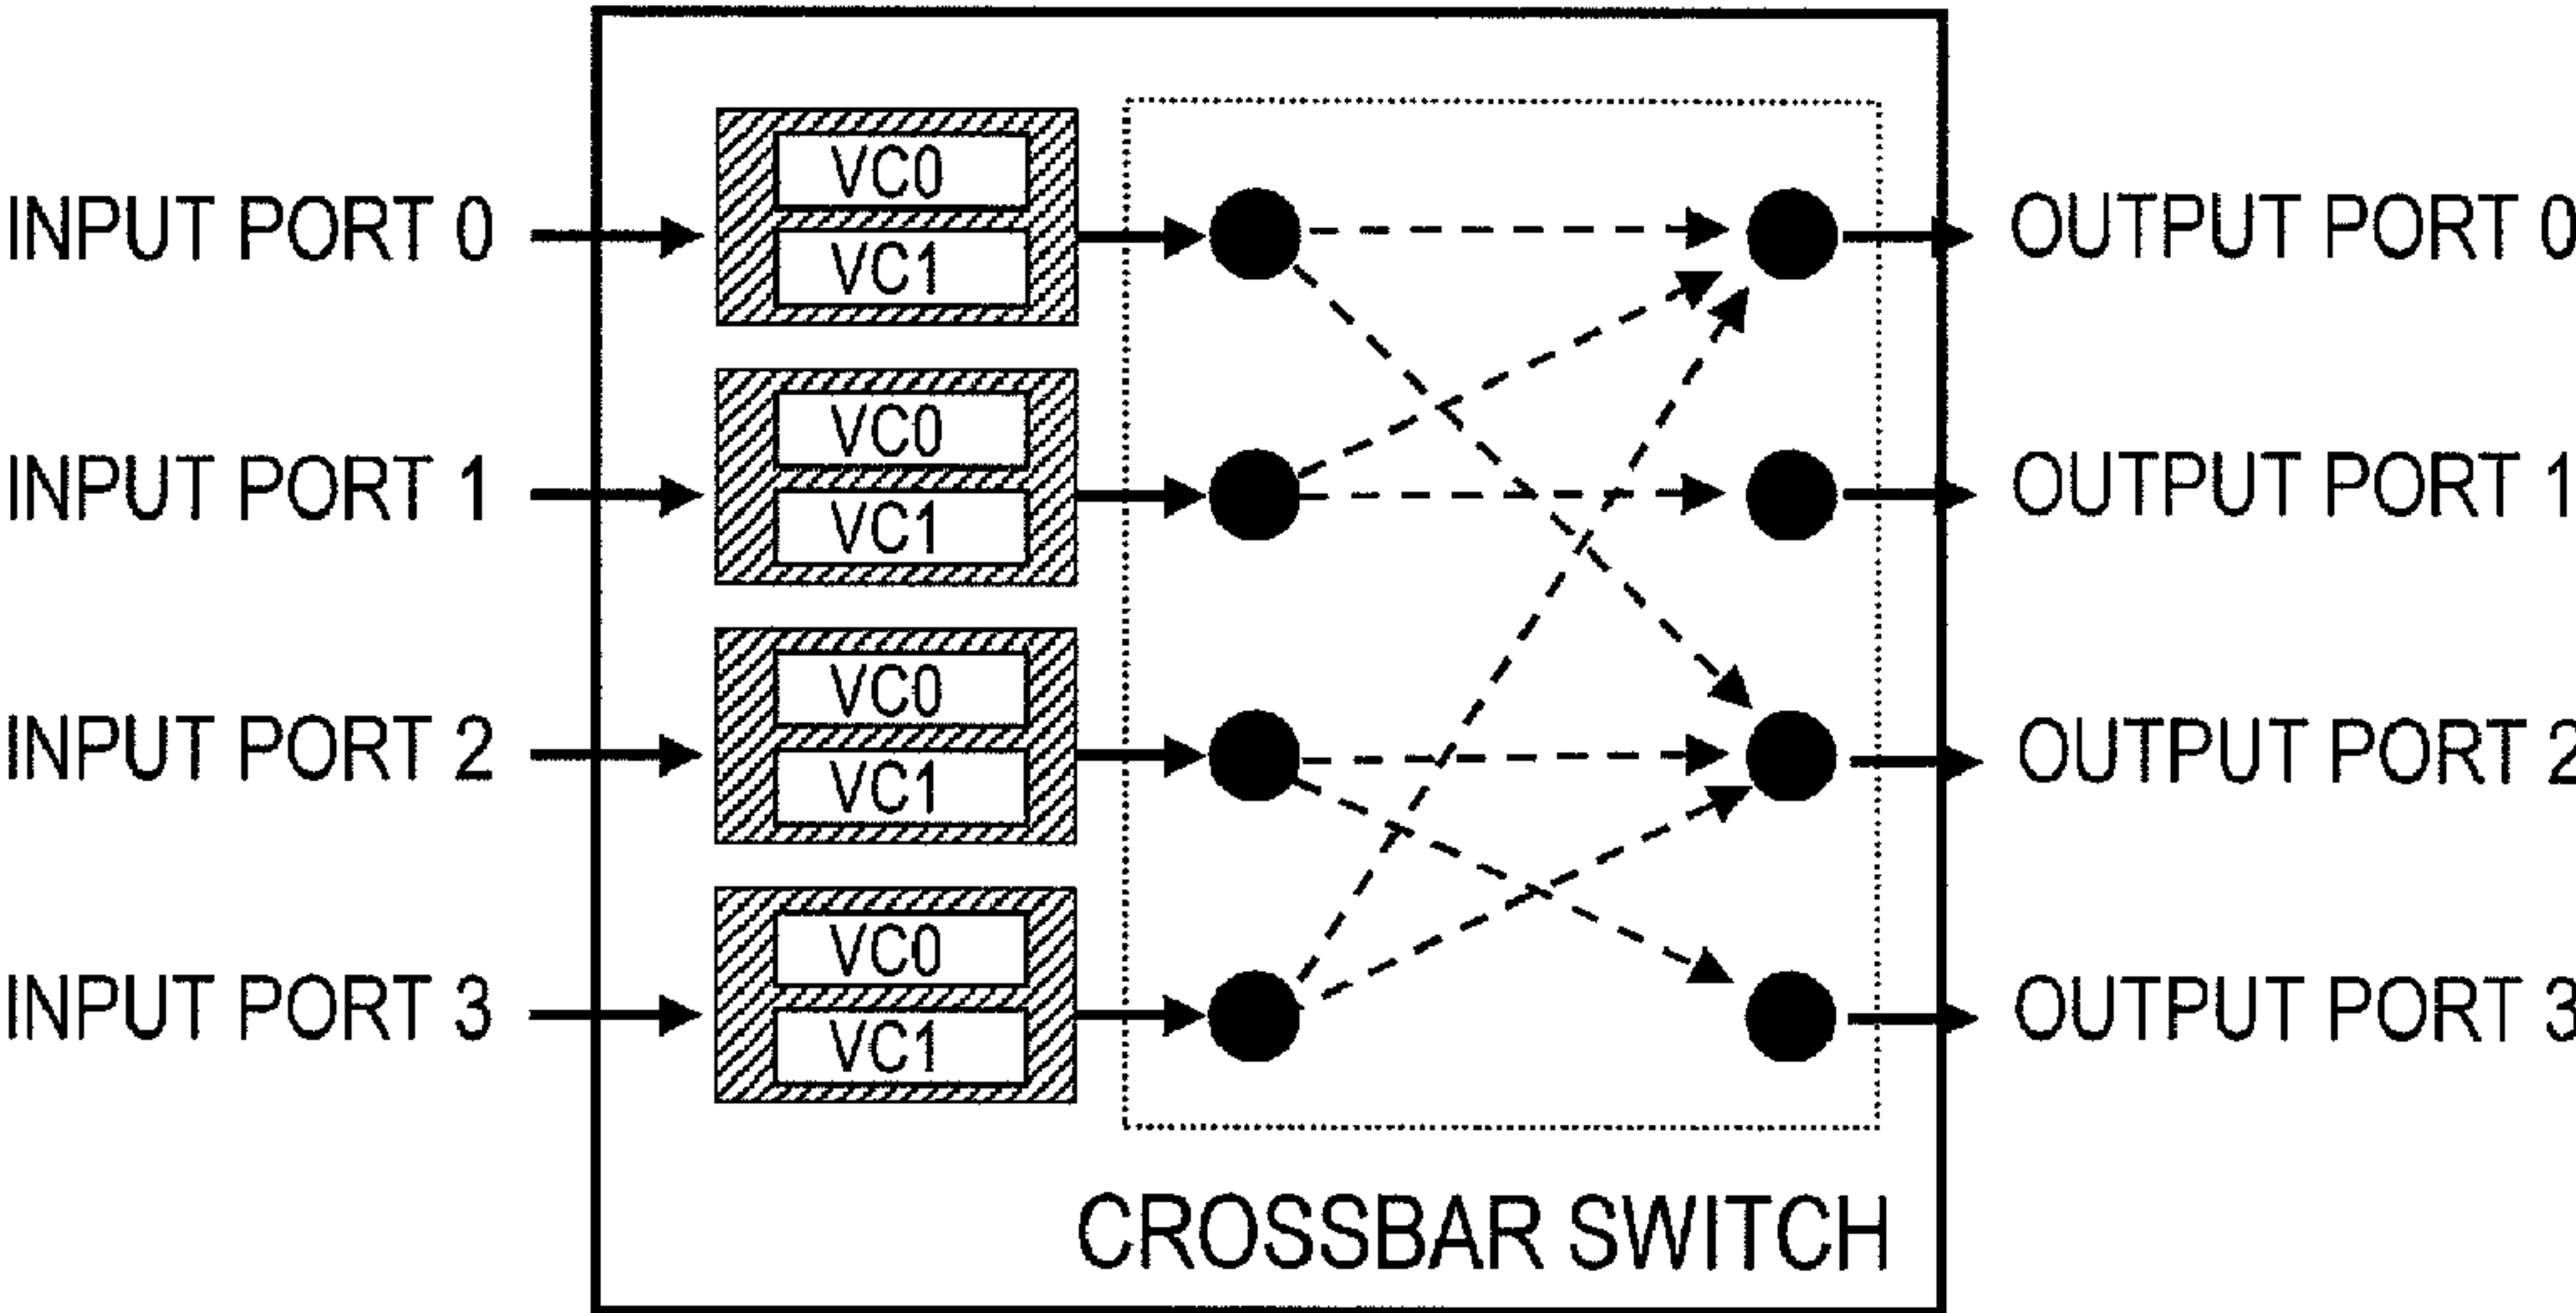 INPUT PORT 0
VC0
VC1
OUTPUT PORT 0
INPUT PORT 1
VC0
VC1
OUTPUT PORT 1
INPUT PORT 2
VC0
VC1
OUTPUT PORT 2
INPUT PORT 3
VC0
VC1
OUTPUT PORT 3
CROSSBAR SWITCH